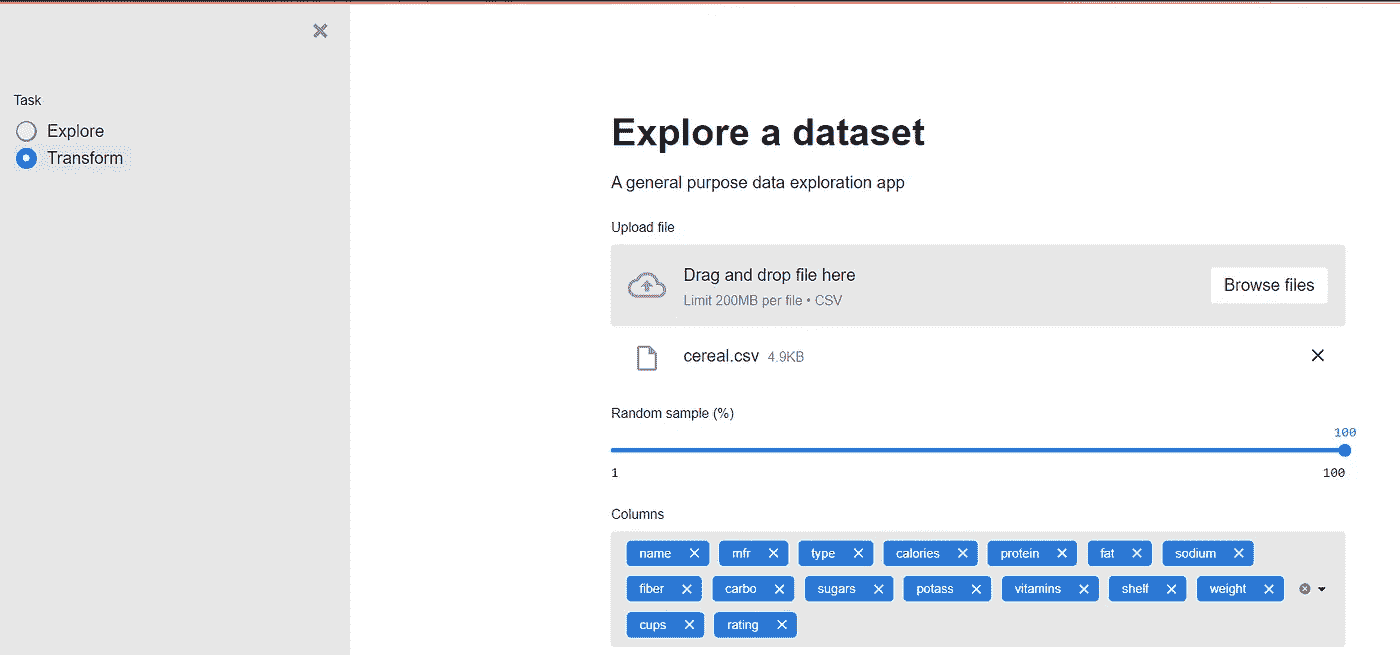 Task
Explore
Transform
Explore a dataset
A general purpose data exploration app
Upload file
Drag and drop file here
Limit 200MB per file • CSV
Browse files
cereal.csv 4.9KB
Random sample (%)
100
1 100
Columns
name mfr type calories protein fat sodium
fiber carbo sugars potass vitamins shelf weight
cups rating